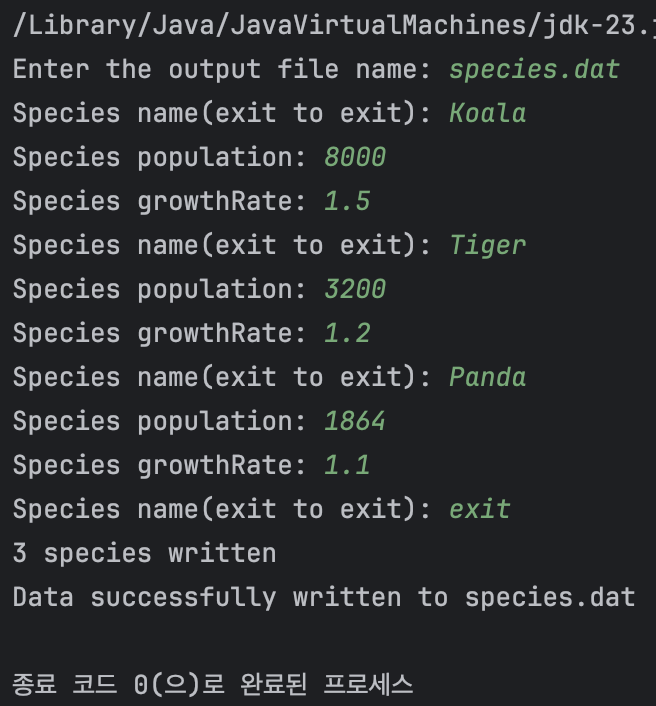 /Library/Java/JavaVirtualMachines/jdk-23.j
Enter the output file name: species.dat
Species name(exit to exit): Koala
Species population: 8000
Species growthRate: 1.5
Species name(exit to exit): Tiger
Species population: 3200
Species growthRate: 1.2
Species name(exit to exit): Panda
Species population: 1864
Species growthRate: 1.1
Species name(exit to exit): exit
3 species written
Data successfully written to species.dat
종료 코드 0(으)로 완료된 프로세스